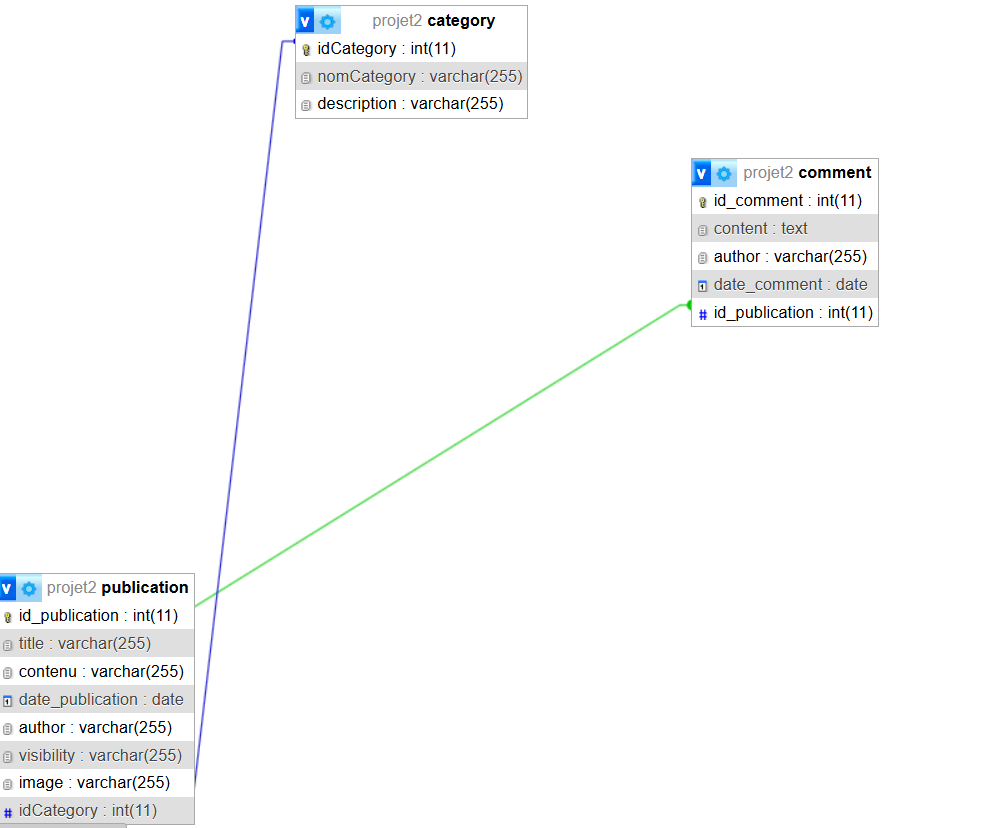 v projet2 category
idCategory : int(11)
nomCategory : varchar(255)
description : varchar(255)
v projet2 comment
id_comment : int(11)
content : text
author : varchar(255)
date_comment : date
# id_publication : int(11)
v projet2 publication
id_publication : int(11)
title : varchar(255)
contenu : varchar(255)
date_publication : date
author : varchar(255)
visibility : varchar(255)
image : varchar(255)
# idCategory : int(11)